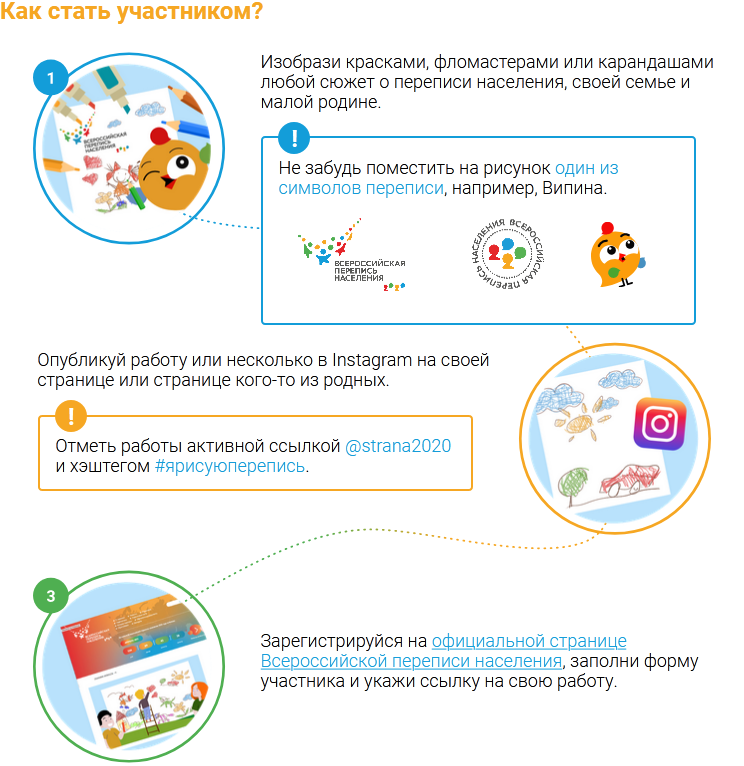 Как стать участником?
1
Изобрази красками, фломастерами или карандашами
любой сюжет о переписи населения, своей семье и
малой родине.
ВСЕРОССИЙСКАЯ
ПЕРЕПИСЬ
НАСЕЛЕНИЯ
!
Не забудь поместить на рисунок один из
символов переписи, например, Випина.
ВСЕРОССИЙСКАЯ
ПЕРЕПИСЬ
НАСЕЛЕНИЯ
2020
ВСЕРОССИЙСКАЯ ПЕРЕПИСЬ НАСЕЛЕНИЯ
Опубликуй работу или несколько в Instagram на своей
странице или странице кого-то из родных.
!
Отметь работы активной ссылкой @strana2020
и хэштегом #ярисуюперепись.
3
Зарегистрируйся на официальной странице
Всероссийской переписи населения, заполни форму
участника и укажи ссылку на свою работу.